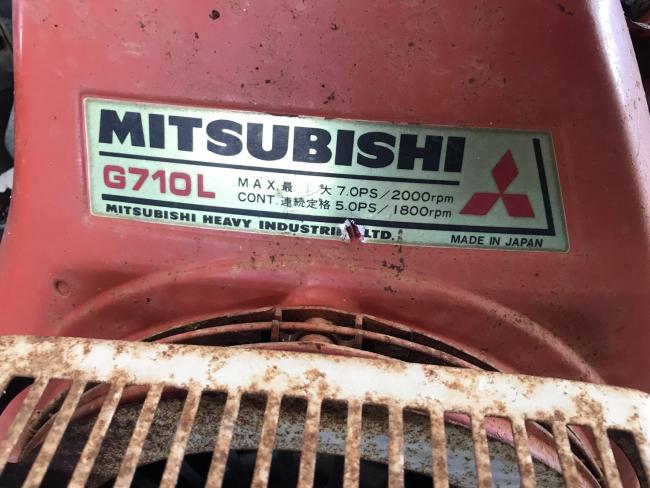 MITSUBISHI
G710L
MAX.最 大 7.0PS/2000rpm
CONT.連続定格 5.0PS/1800rpm
MITSUBISHI HEAVY INDUSTRIES, LTD.
MADE IN JAPAN